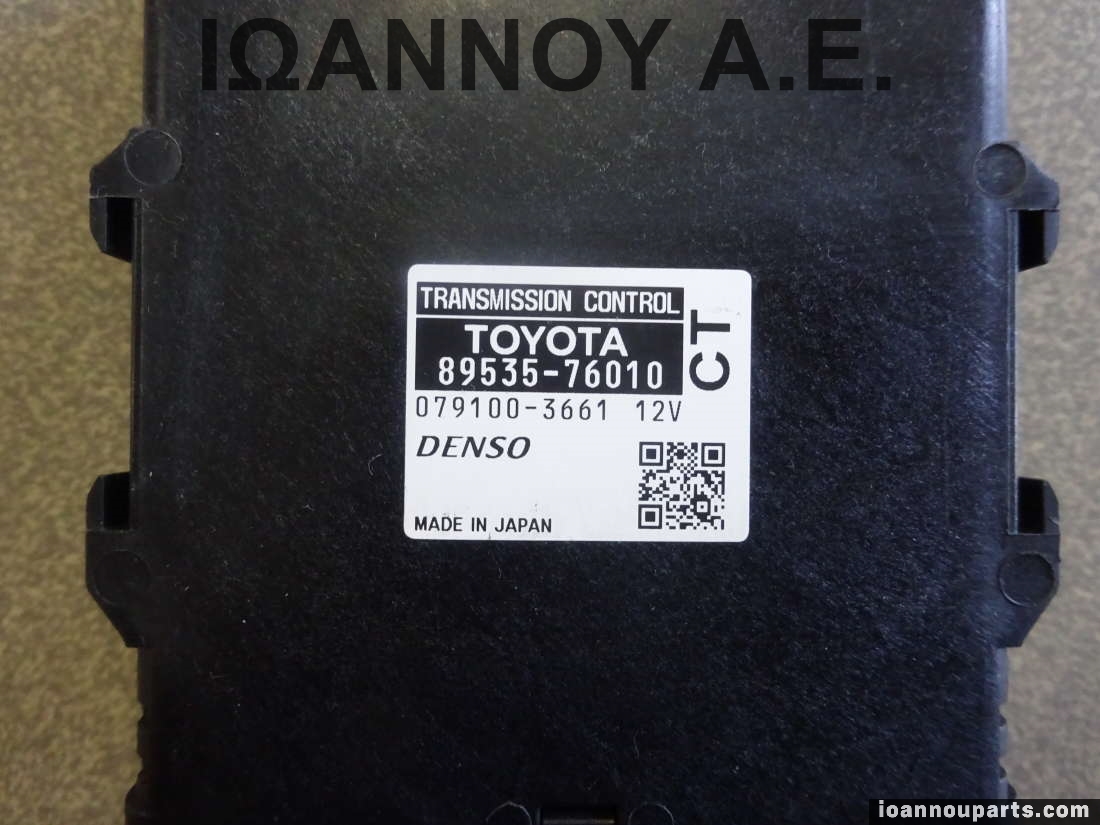 ΙΩΑΝΝΟΥ Α.Ε.
TRANSMISSION CONTROL
TOYOTA
89535-76010
CT
079100-3661 12V
DENSO
MADE IN JAPAN
ioannouparts.com